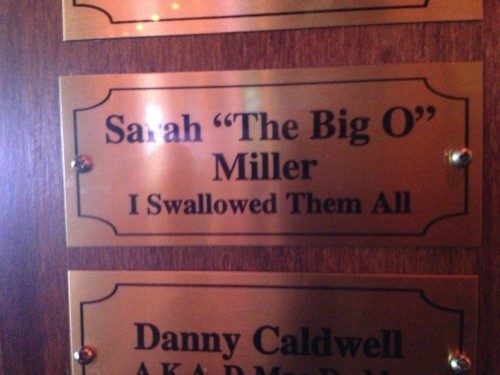 Sarah “The Big O”
Miller
I Swallowed Them All
Danny Caldwell
A.K.A. D